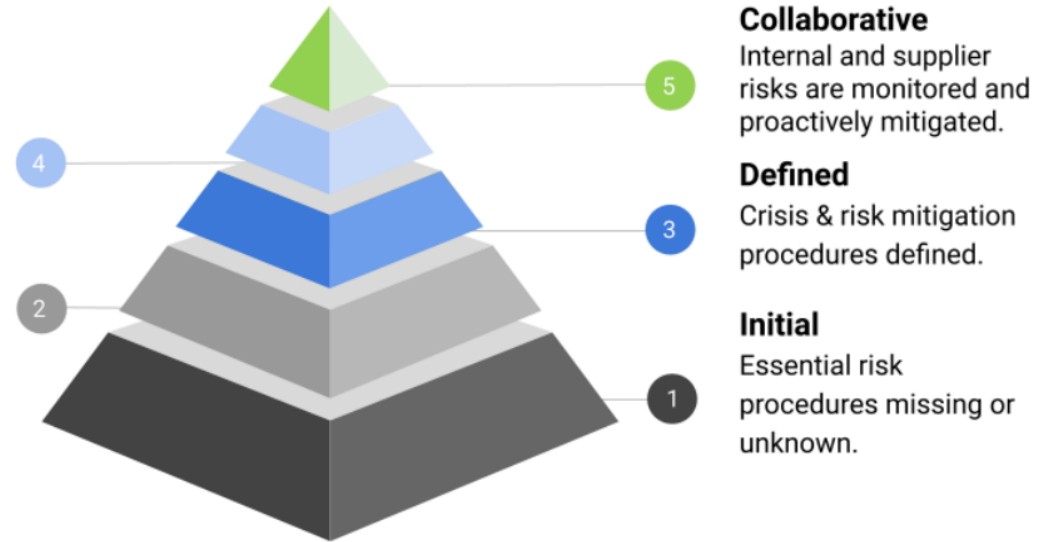 Collaborative
Internal and supplier
risks are monitored and
proactively mitigated.
5
4
Defined
Crisis & risk mitigation
procedures defined.
3
2
Initial
Essential risk
procedures missing or
unknown.
1